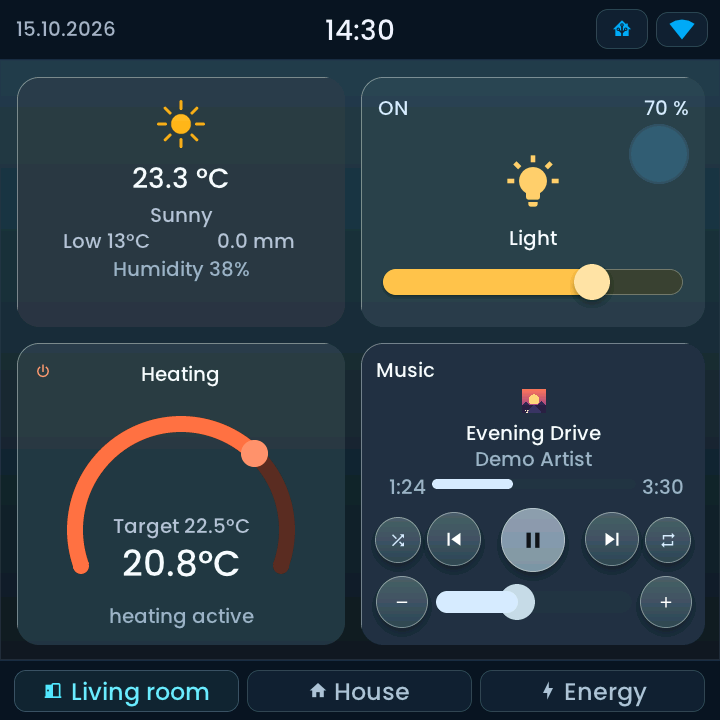 15.10.2026
14:30
23.3 °C
Sunny
Low 13°C 0.0 mm
Humidity 38%
ON 70 %
Light
Heating
Target 22.5°C
20.8°C
heating active
Music
Evening Drive
Demo Artist
1:24 3:30
Living room
House
Energy